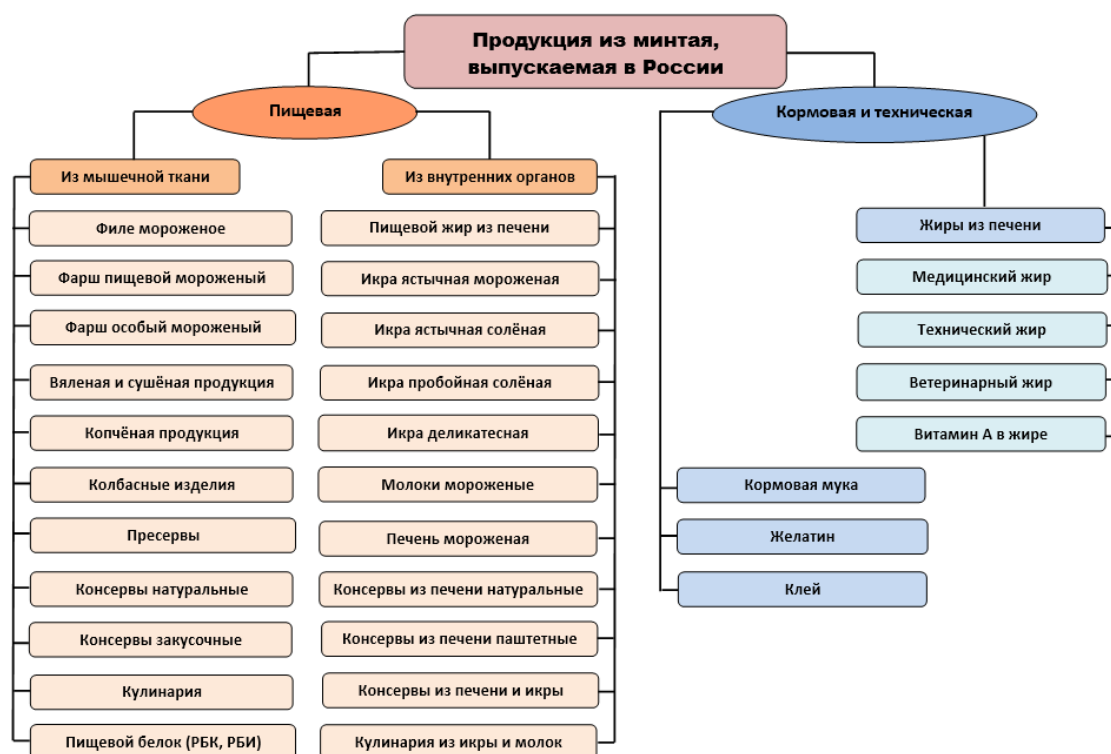 Продукция из минтая,
выпускаемая в России
Пищевая
Кормовая и техническая
Из мышечной ткани
Филе мороженое
Фарш пищевой мороженый
Фарш особый мороженый
Вяленая и сушёная продукция
Копчёная продукция
Колбасные изделия
Пресервы
Консервы натуральные
Консервы закусочные
Кулинария
Пищевой белок (РБК, РБИ)
Из внутренних органов
Пищевой жир из печени
Икра ястычная мороженая
Икра ястычная солёная
Икра пробойная солёная
Икра деликатесная
Молоки мороженые
Печень мороженая
Консервы из печени натуральные
Консервы из печени паштетные
Консервы из печени и икры
Кулинария из икры и молок
Жиры из печени
Медицинский жир
Технический жир
Ветеринарный жир
Витамин А в жире
Кормовая мука
Желатин
Клей